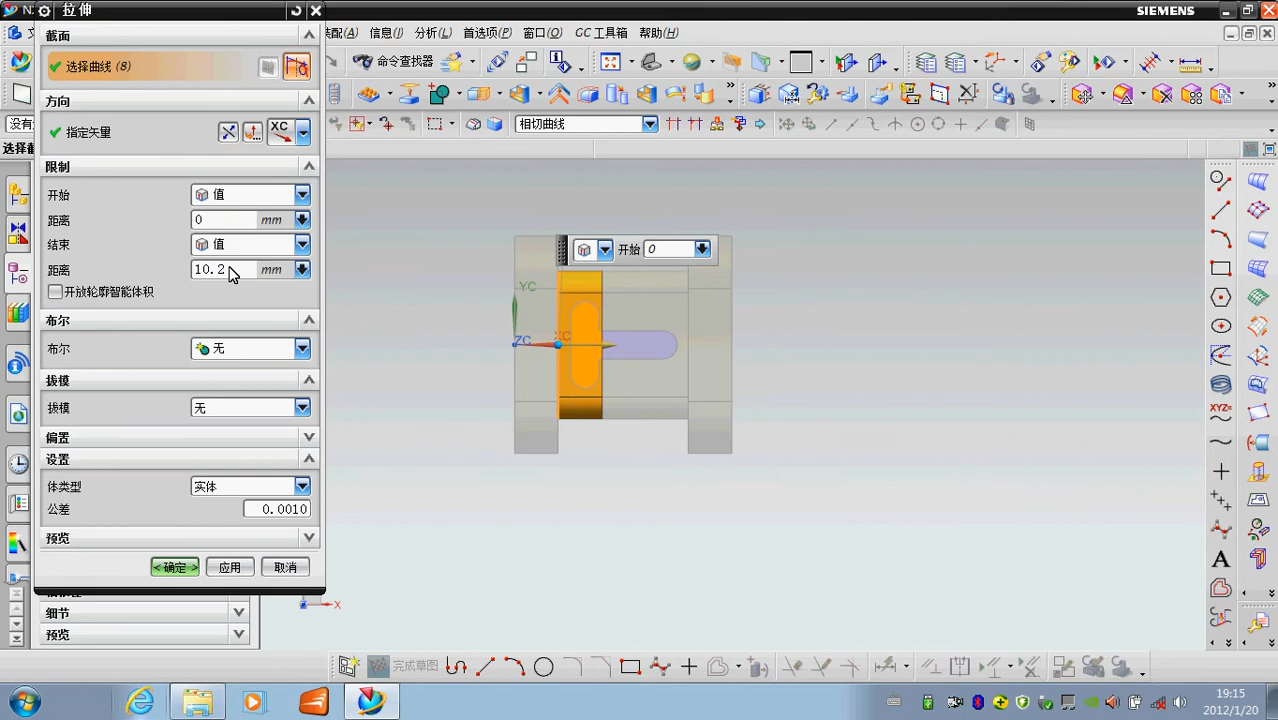 拉伸
SIEMENS
截面
选择曲线 (8)
方向
指定矢量
XC
限制
开始
值
距离
0
mm
结束
值
距离
10.2
mm
开放轮廓智能体积
布尔
布尔
无
拔模
拔模
无
偏置
设置
体类型
实体
公差
0.0010
预览
<确定>
应用
取消
细节
预览
信息(I)
分析(L)
首选项(P)
窗口(O)
GC 工具箱
帮助(H)
命令查找器
相切曲线
开始
0
YC
ZC
XC
X
XYZ=
A
完成草图
19:15
2012/1/20